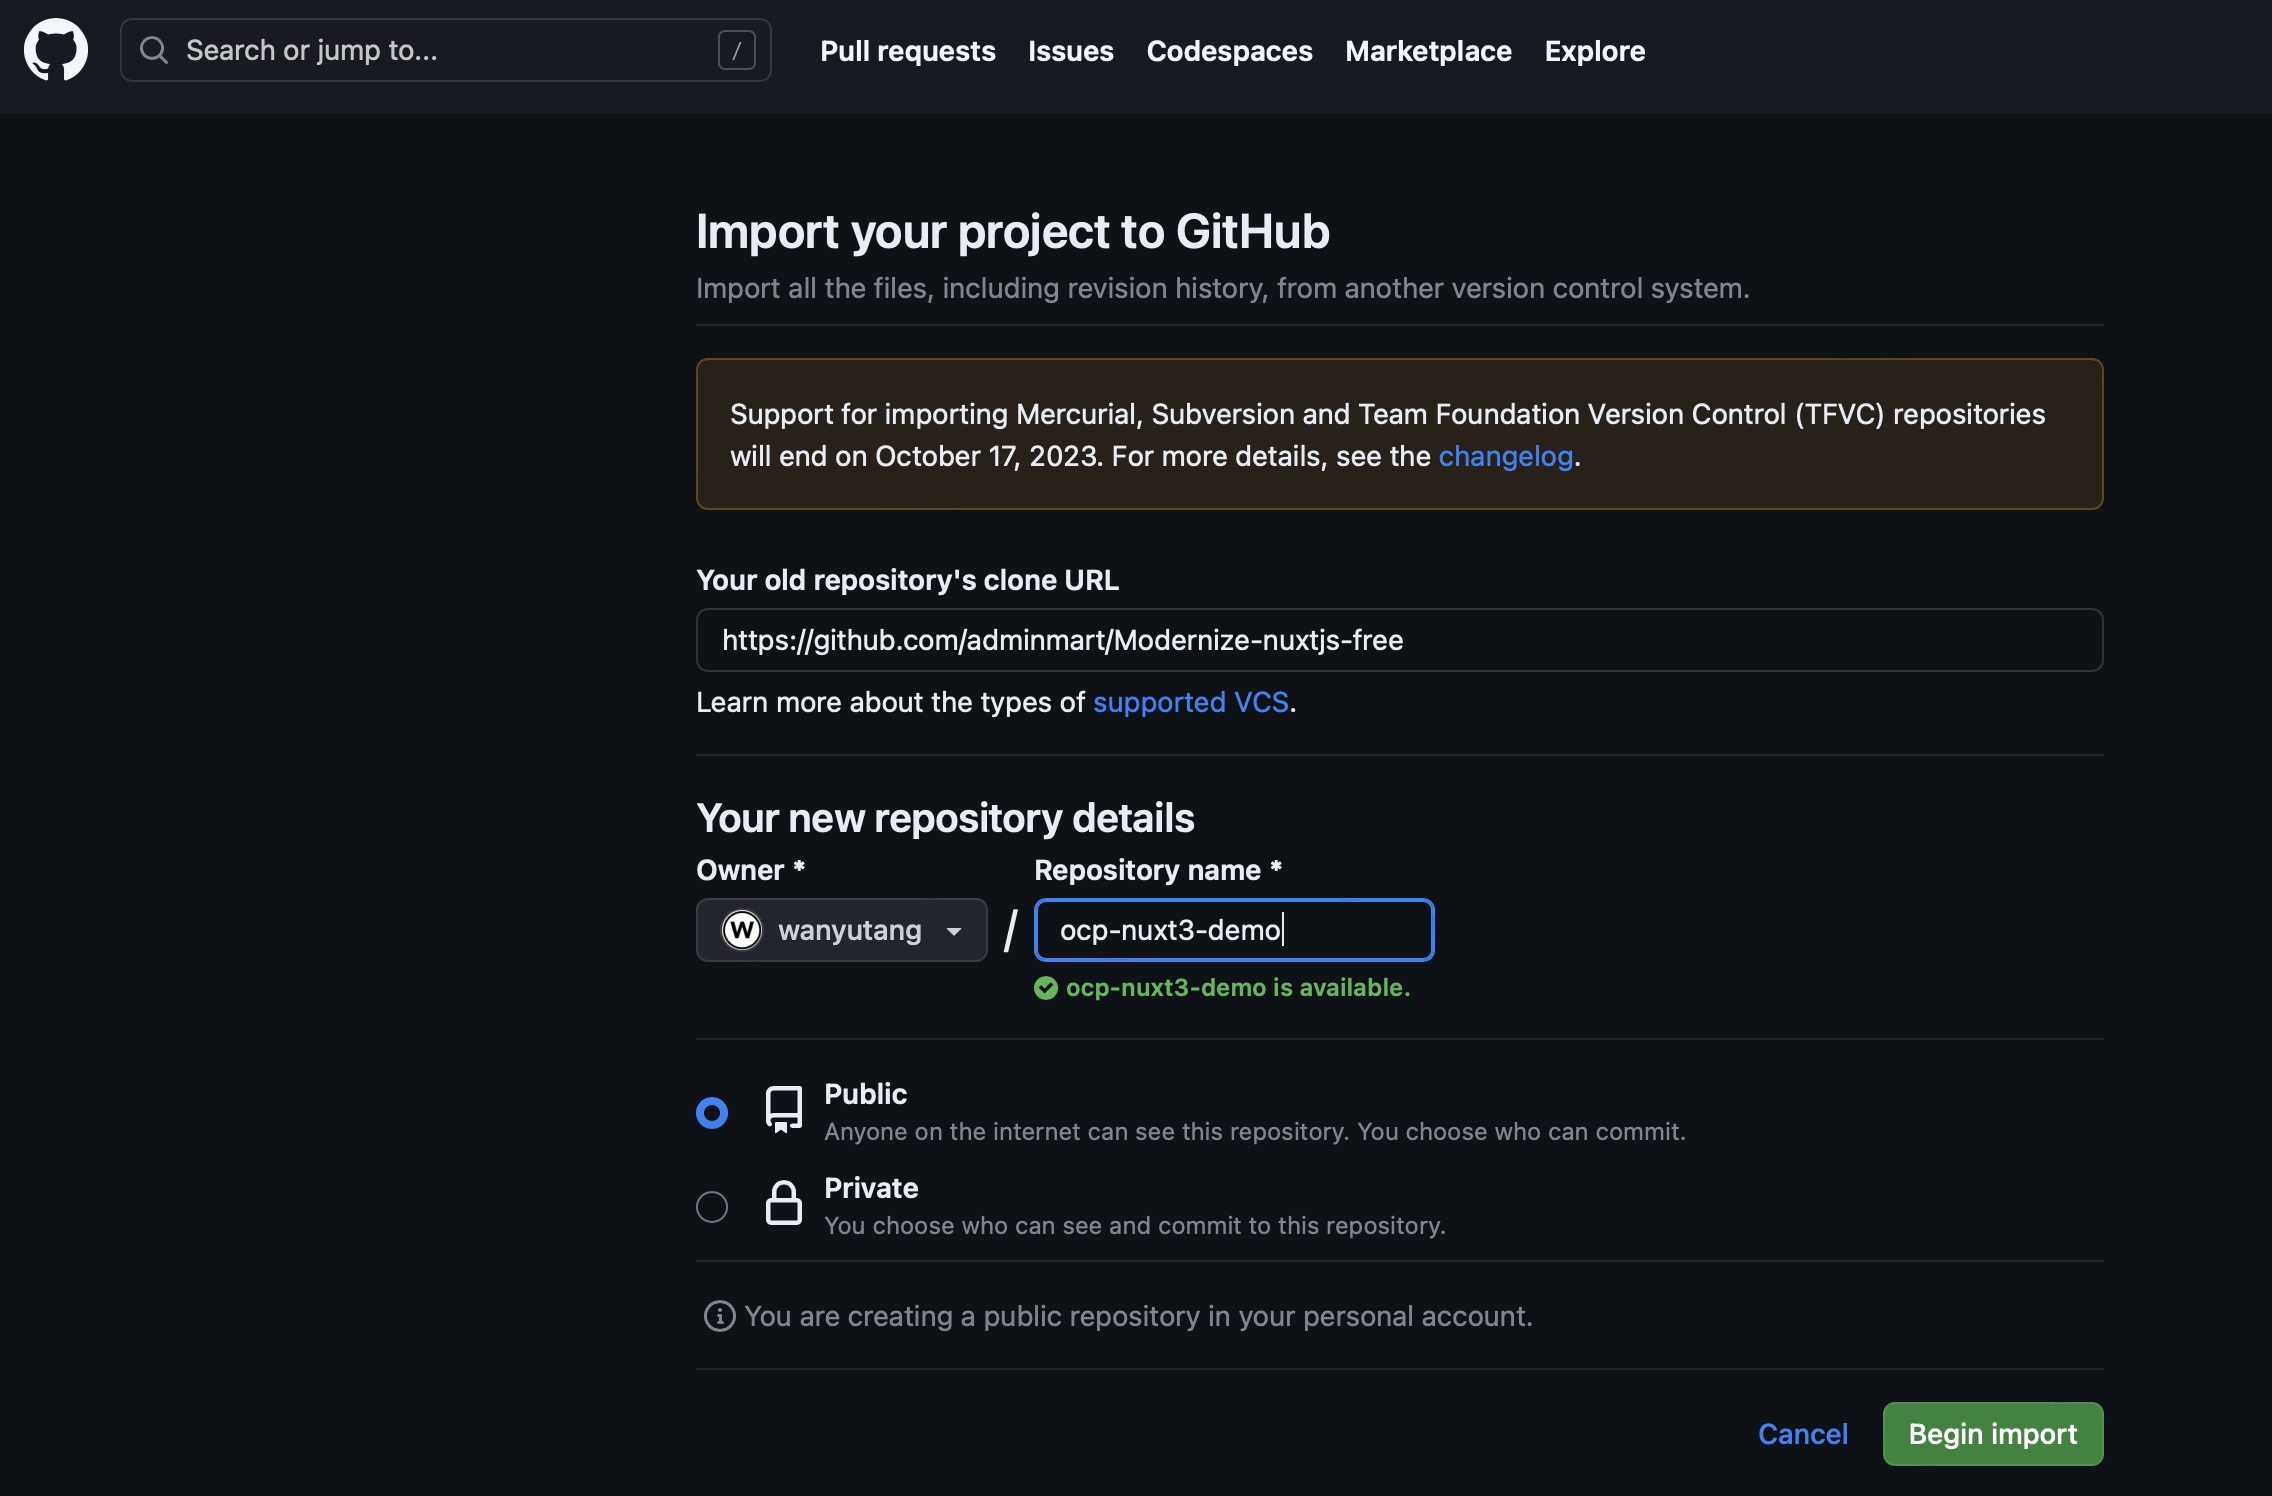 Search or jump to... /
Pull requests Issues Codespaces Marketplace Explore
Import your project to GitHub
Import all the files, including revision history, from another version control system.
Support for importing Mercurial, Subversion and Team Foundation Version Control (TFVC) repositories
will end on October 17, 2023. For more details, see the changelog.
Your old repository's clone URL
https://github.com/adminmart/Modernize-nuxtjs-free
Learn more about the types of supported VCS.
Your new repository details
Owner * Repository name *
W wanyutang / ocp-nuxt3-demo
ocp-nuxt3-demo is available.
Public
Anyone on the internet can see this repository. You choose who can commit.
Private
You choose who can see and commit to this repository.
You are creating a public repository in your personal account.
Cancel Begin import